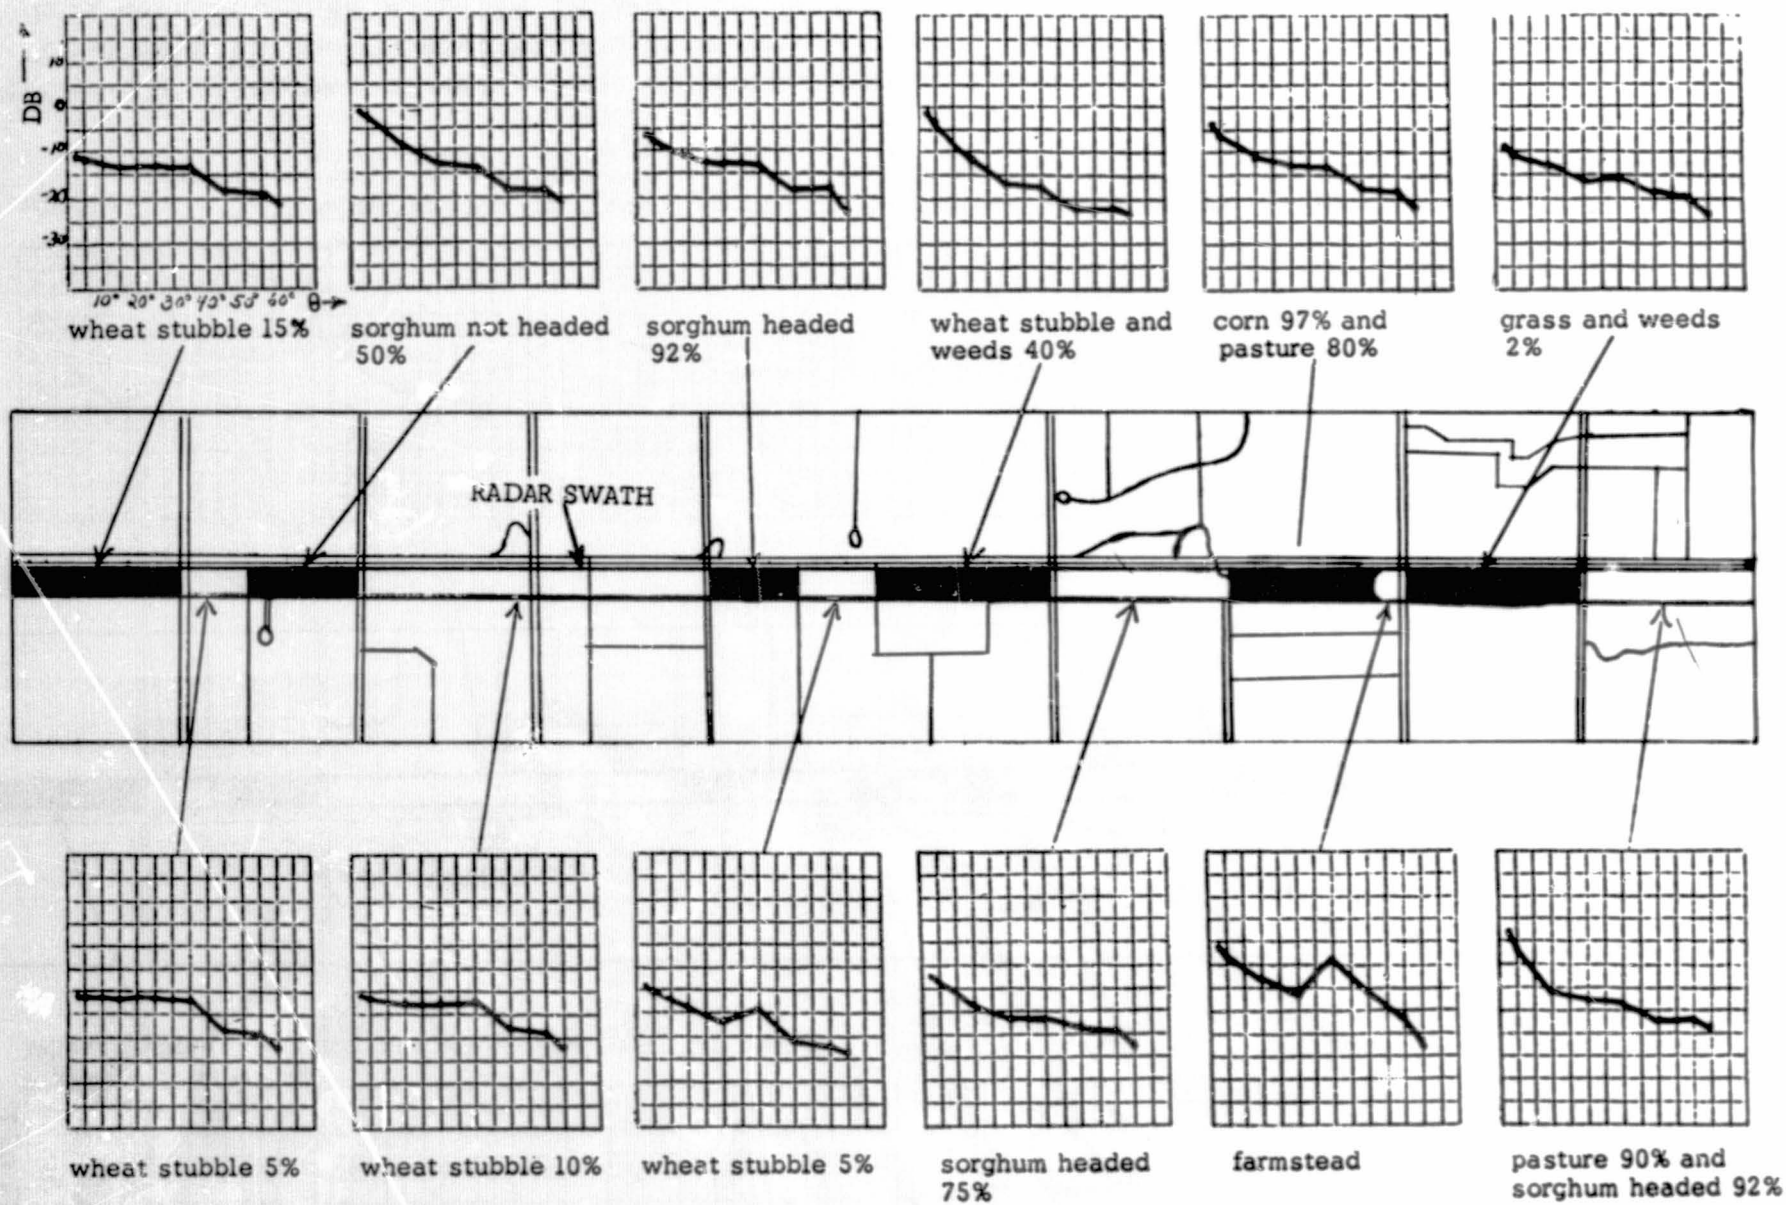 DB
10
0
-10
-20
-30
10° 20° 30° 40° 50° 60° θ→
wheat stubble 15%
sorghum not headed
50%
sorghum headed
92%
wheat stubble and
weeds 40%
corn 97% and
pasture 80%
grass and weeds
2%
RADAR SWATH
wheat stubble 5%
wheat stubble 10%
wheat stubble 5%
sorghum headed
75%
farmstead
pasture 90% and
sorghum headed 92%